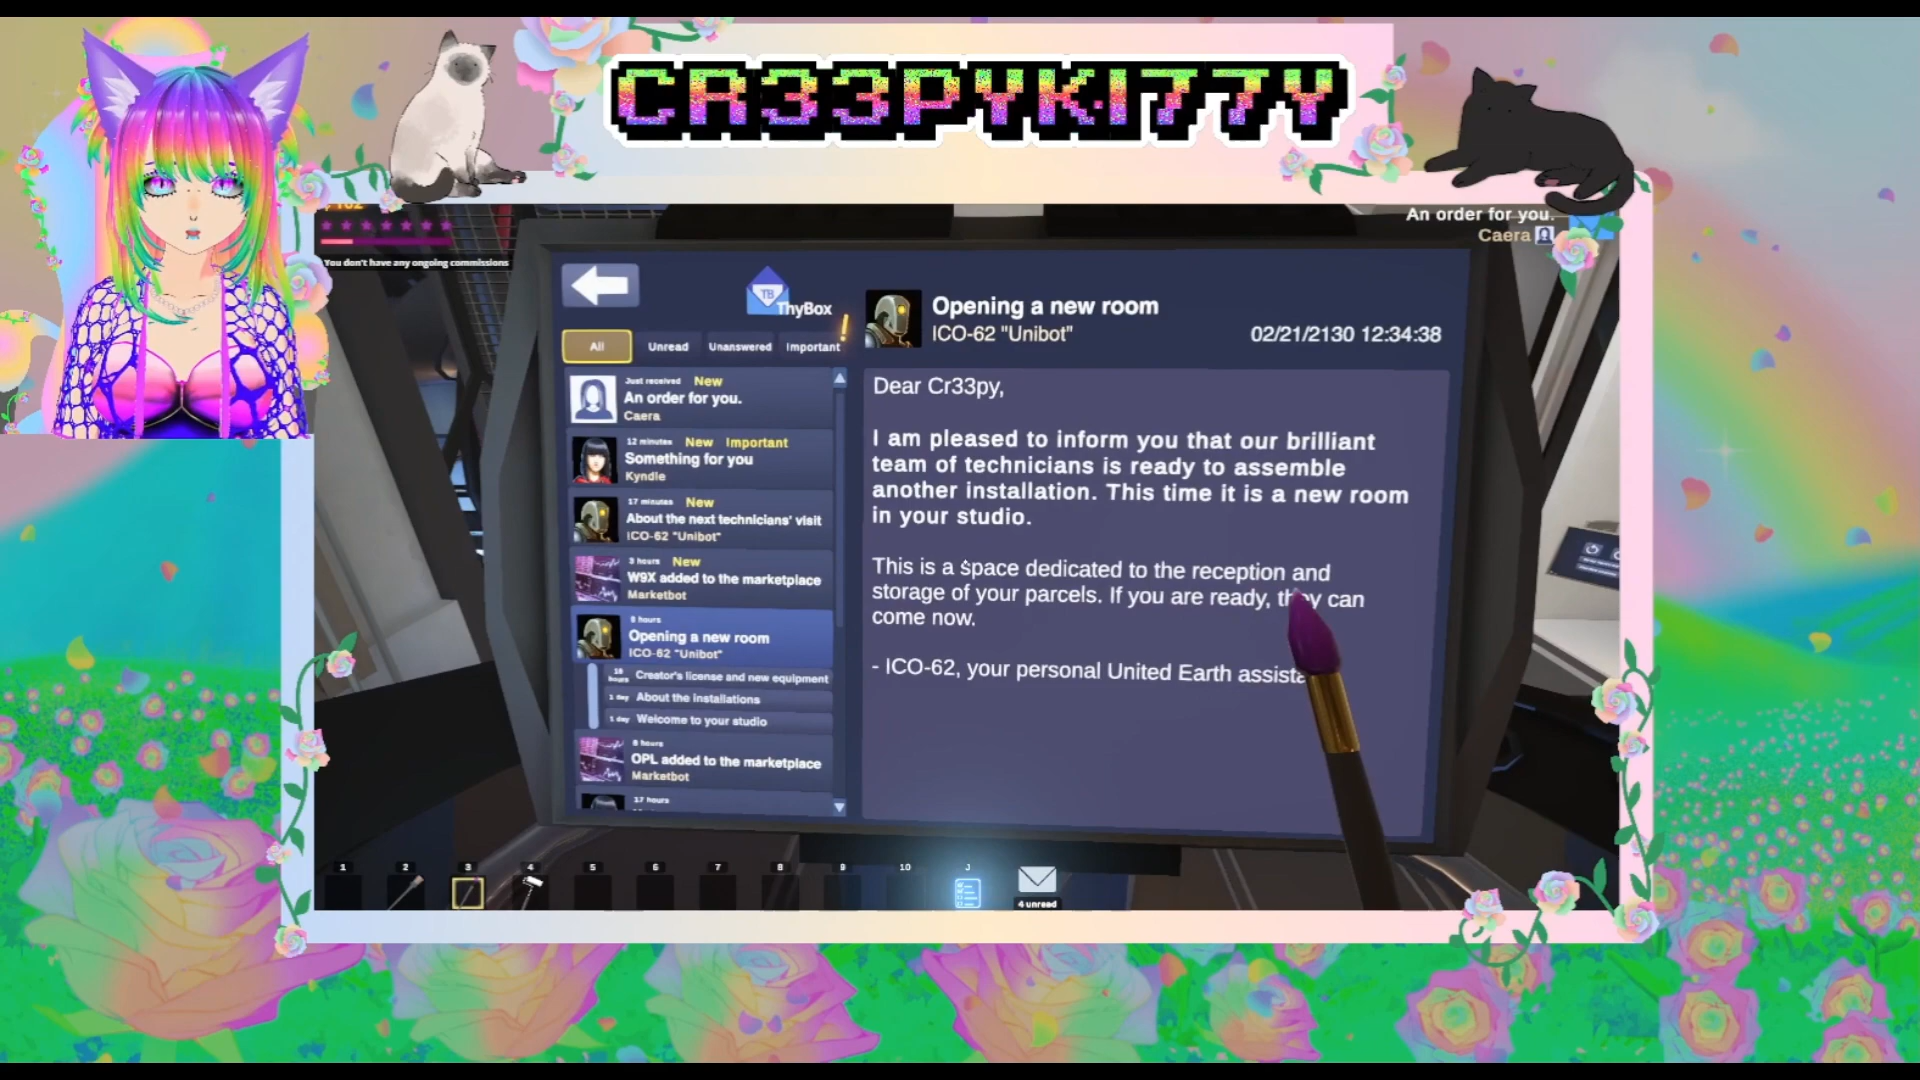 CR33PYK177Y
An order for you.
Caera
You don't have any ongoing commissions
TB
ThyBox
All
Unread
Unanswered
Important
Just received New
An order for you.
Caera
12 minutes New Important
Something for you
Kyndle
17 minutes New
About the next technicians' visit
ICO-62 "Unibot"
3 hours New
W9X added to the marketplace
Marketbot
8 hours
Opening a new room
ICO-62 "Unibot"
18 hours Creator's license and new equipment
1 day About the installations
1 day Welcome to your studio
8 hours
OPL added to the marketplace
Marketbot
17 hours
Opening a new room
ICO-62 "Unibot"
02/21/2130 12:34:38
Dear Cr33py,
I am pleased to inform you that our brilliant
team of technicians is ready to assemble
another installation. This time it is a new room
in your studio.
This is a space dedicated to the reception and
storage of your parcels. If you are ready, they can
come now.
- ICO-62, your personal United Earth assista
1 2 3 4 5 6 7 8 9 10 J
4 unread